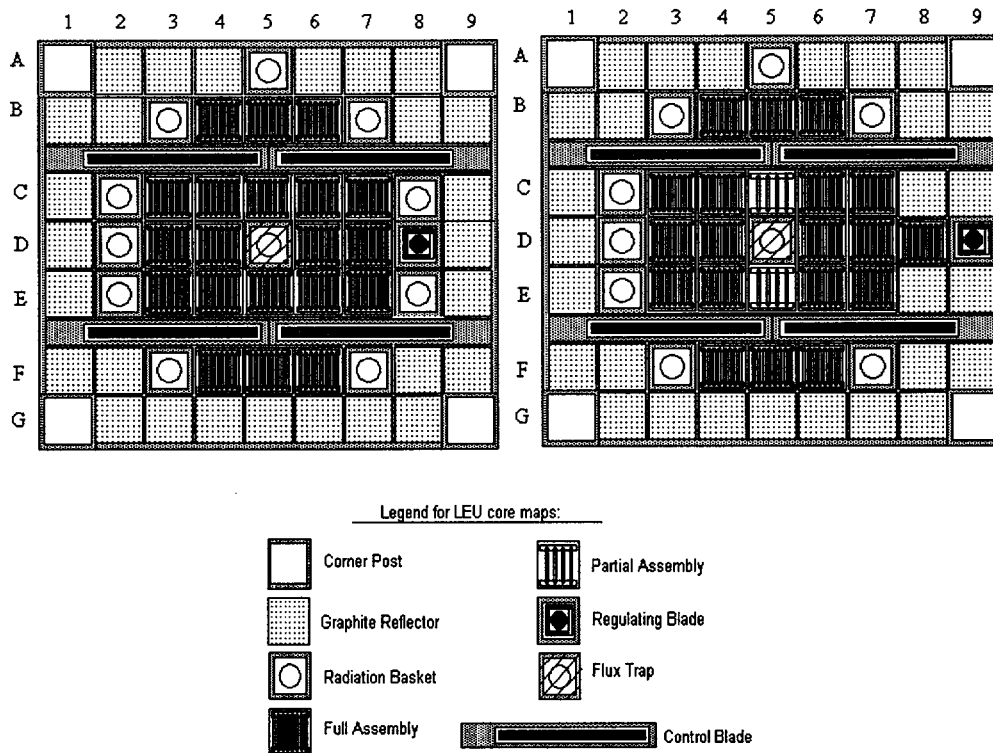 1 2 3 4 5 6 7 8 9
1 2 3 4 5 6 7 8 9
A
B
C
D
E
F
G
A
B
C
D
E
F
G
Legend for LEU core maps:
Corner Post
Partial Assembly
Graphite Reflector
Regulating Blade
Radiation Basket
Flux Trap
Full Assembly
Control Blade